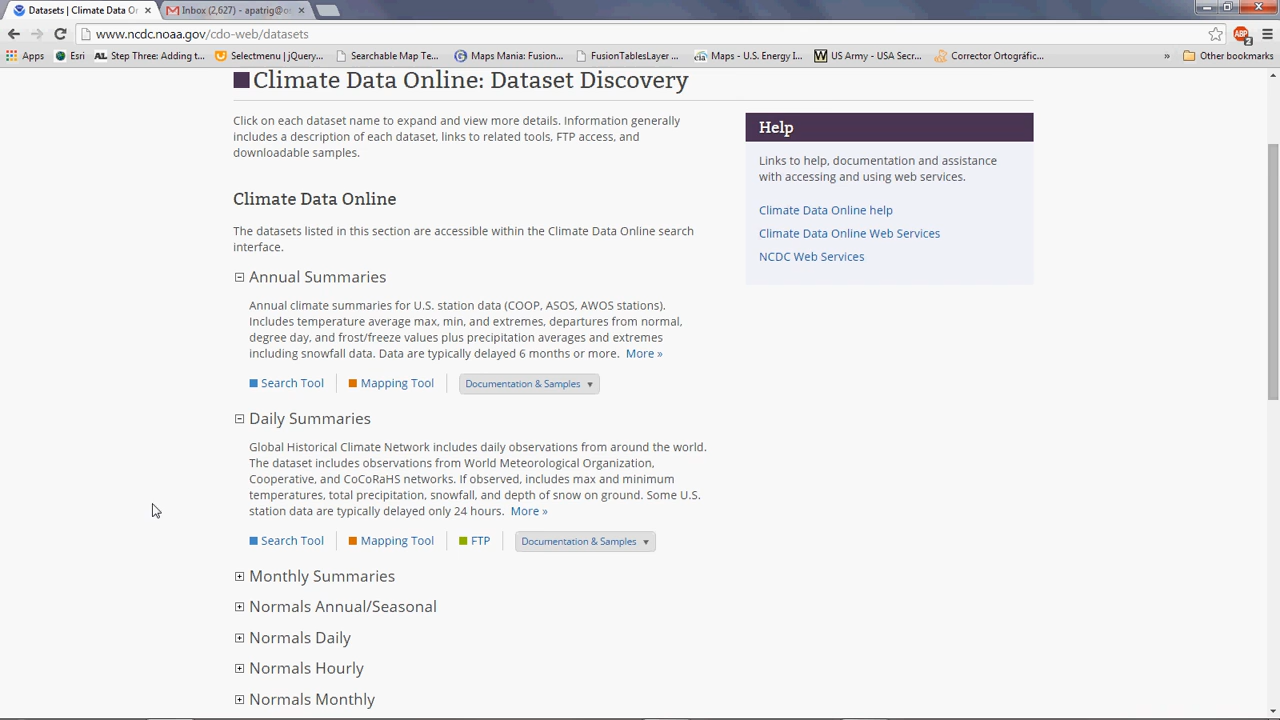 Datasets | Climate Data Or
Inbox (2,627) - apatrig@o
www.ncdc.noaa.gov/cdo-web/datasets
ABP
2
Apps
Esri
AL Step Three: Adding t...
Selectmenu | jQuery...
Searchable Map Te...
Maps Mania: Fusion...
FusionTablesLayer ...
eia Maps - U.S. Energy I...
W US Army - USA Secr...
Corrector Ortográfic...
»
Other bookmarks
Climate Data Online: Dataset Discovery
Click on each dataset name to expand and view more details. Information generally
includes a description of each dataset, links to related tools, FTP access, and
downloadable samples.
Climate Data Online
The datasets listed in this section are accessible within the Climate Data Online search
interface.
Annual Summaries
Annual climate summaries for U.S. station data (COOP, ASOS, AWOS stations).
Includes temperature average max, min, and extremes, departures from normal,
degree day, and frost/freeze values plus precipitation averages and extremes
including snowfall data. Data are typically delayed 6 months or more. More »
Search Tool
Mapping Tool
Documentation & Samples ▼
Daily Summaries
Global Historical Climate Network includes daily observations from around the world.
The dataset includes observations from World Meteorological Organization,
Cooperative, and CoCoRaHS networks. If observed, includes max and minimum
temperatures, total precipitation, snowfall, and depth of snow on ground. Some U.S.
station data are typically delayed only 24 hours. More »
Search Tool
Mapping Tool
FTP
Documentation & Samples ▼
Monthly Summaries
Normals Annual/Seasonal
Normals Daily
Normals Hourly
Normals Monthly
Help
Links to help, documentation and assistance
with accessing and using web services.
Climate Data Online help
Climate Data Online Web Services
NCDC Web Services